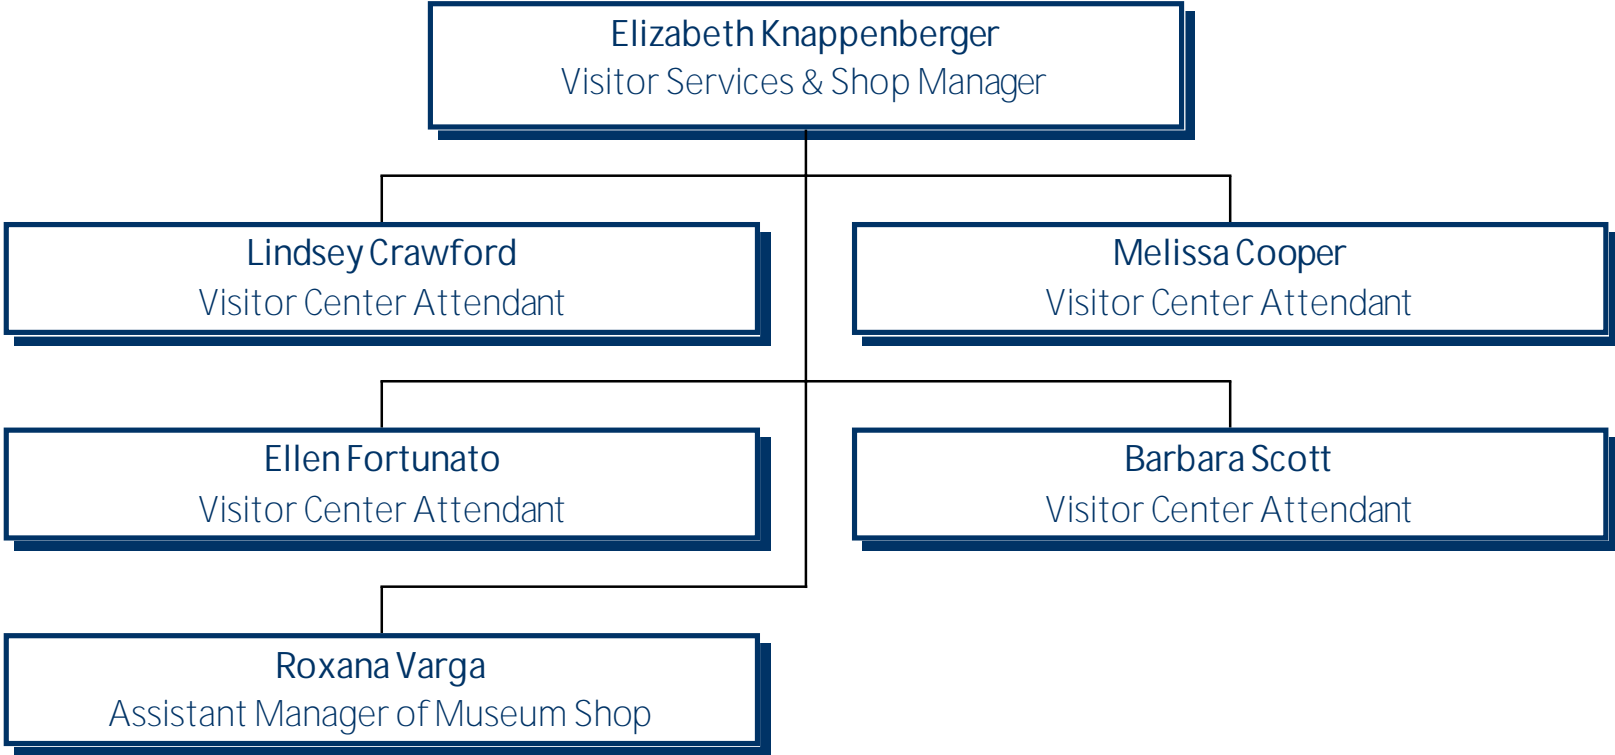 Elizabeth Knappenberger
Visitor Services & Shop Manager
Lindsey Crawford
Visitor Center Attendant
Melissa Cooper
Visitor Center Attendant
Ellen Fortunato
Visitor Center Attendant
Barbara Scott
Visitor Center Attendant
Roxana Varga
Assistant Manager of Museum Shop